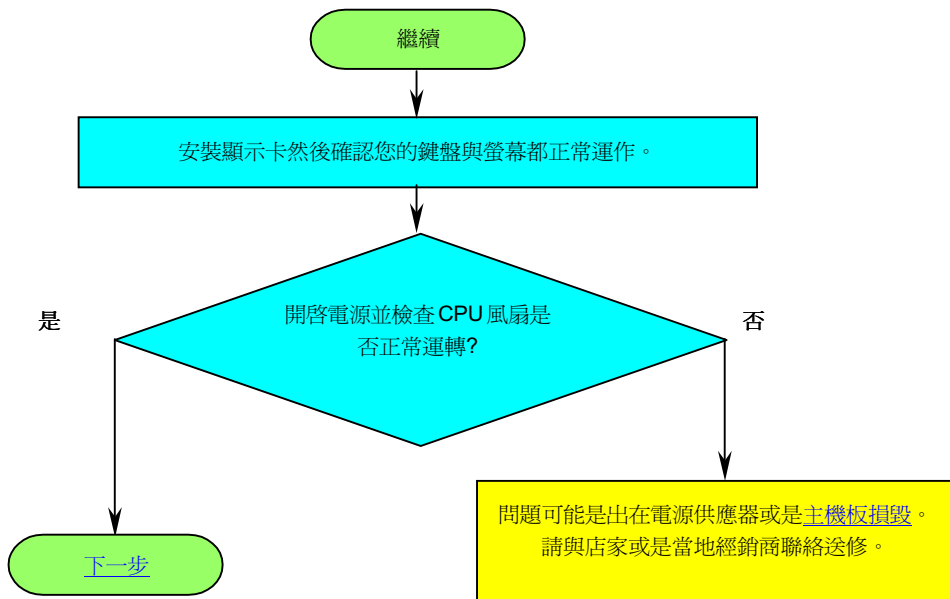 繼續
安裝顯示卡然後確認您的鍵盤與螢幕都正常運作。
是
開啓電源並檢查 CPU 風扇是
否正常運轉?
否
下一步
問題可能是出在電源供應器或是主機板損毀。
請與店家或是當地經銷商聯絡送修。